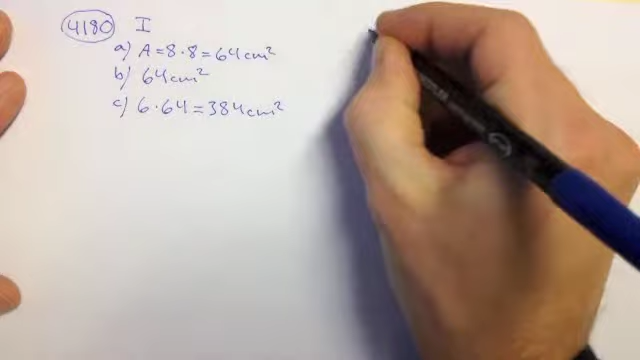 4180 I
a) A = 8 · 8 = 64 cm²
b) 64 cm²
c) 6 · 64 = 384 cm²